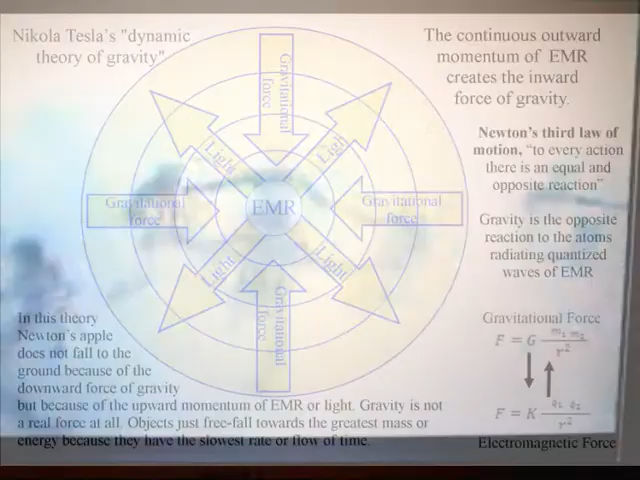 Nikola Tesla's "dynamic
theory of gravity"
The continuous outward
momentum of EMR
creates the inward
force of gravity.
Newton's third law of
motion, "to every action
there is an equal and
opposite reaction"
Gravity is the opposite
reaction to the atoms
radiating quantized
waves of EMR
Gravitational Force
F = G m₁ m₂ / r²
F = K q₁ q₂ / r²
Electromagnetic Force
Gravitational
force
Light
Light
Gravitational
force
EMR
Gravitational
force
Light
Light
Gravitational
force
In this theory
Newton's apple
does not fall to the
ground because of the
downward force of gravity
but because of the upward momentum of EMR or light. Gravity is not
a real force at all. Objects just free-fall towards the greatest mass or
energy because they have the slowest rate or flow of time.